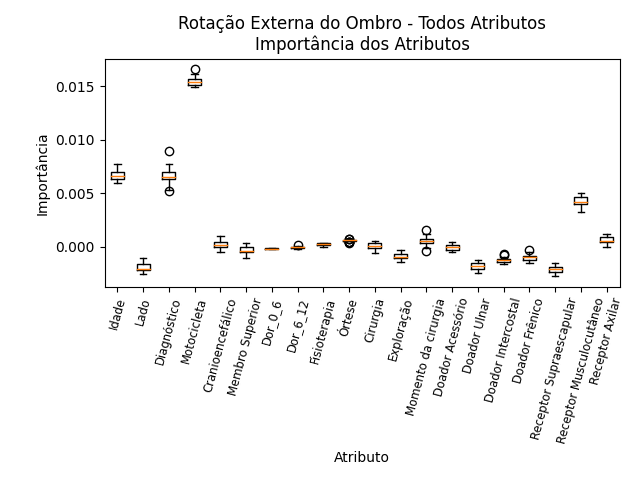 Rotação Externa do Ombro - Todos Atributos
Importância dos Atributos
Importância
0.015
0.010
0.005
0.000
Idade
Lado
Diagnóstico
Motocicleta
Cranioencefálico
Membro Superior
Dor_0_6
Dor_6_12
Fisioterapia
Órtese
Cirurgia
Exploração
Momento da cirurgia
Doador Acessório
Doador Ulnar
Doador Intercostal
Doador Frênico
Receptor Supraescapular
Receptor Musculocutâneo
Receptor Axilar
Atributo